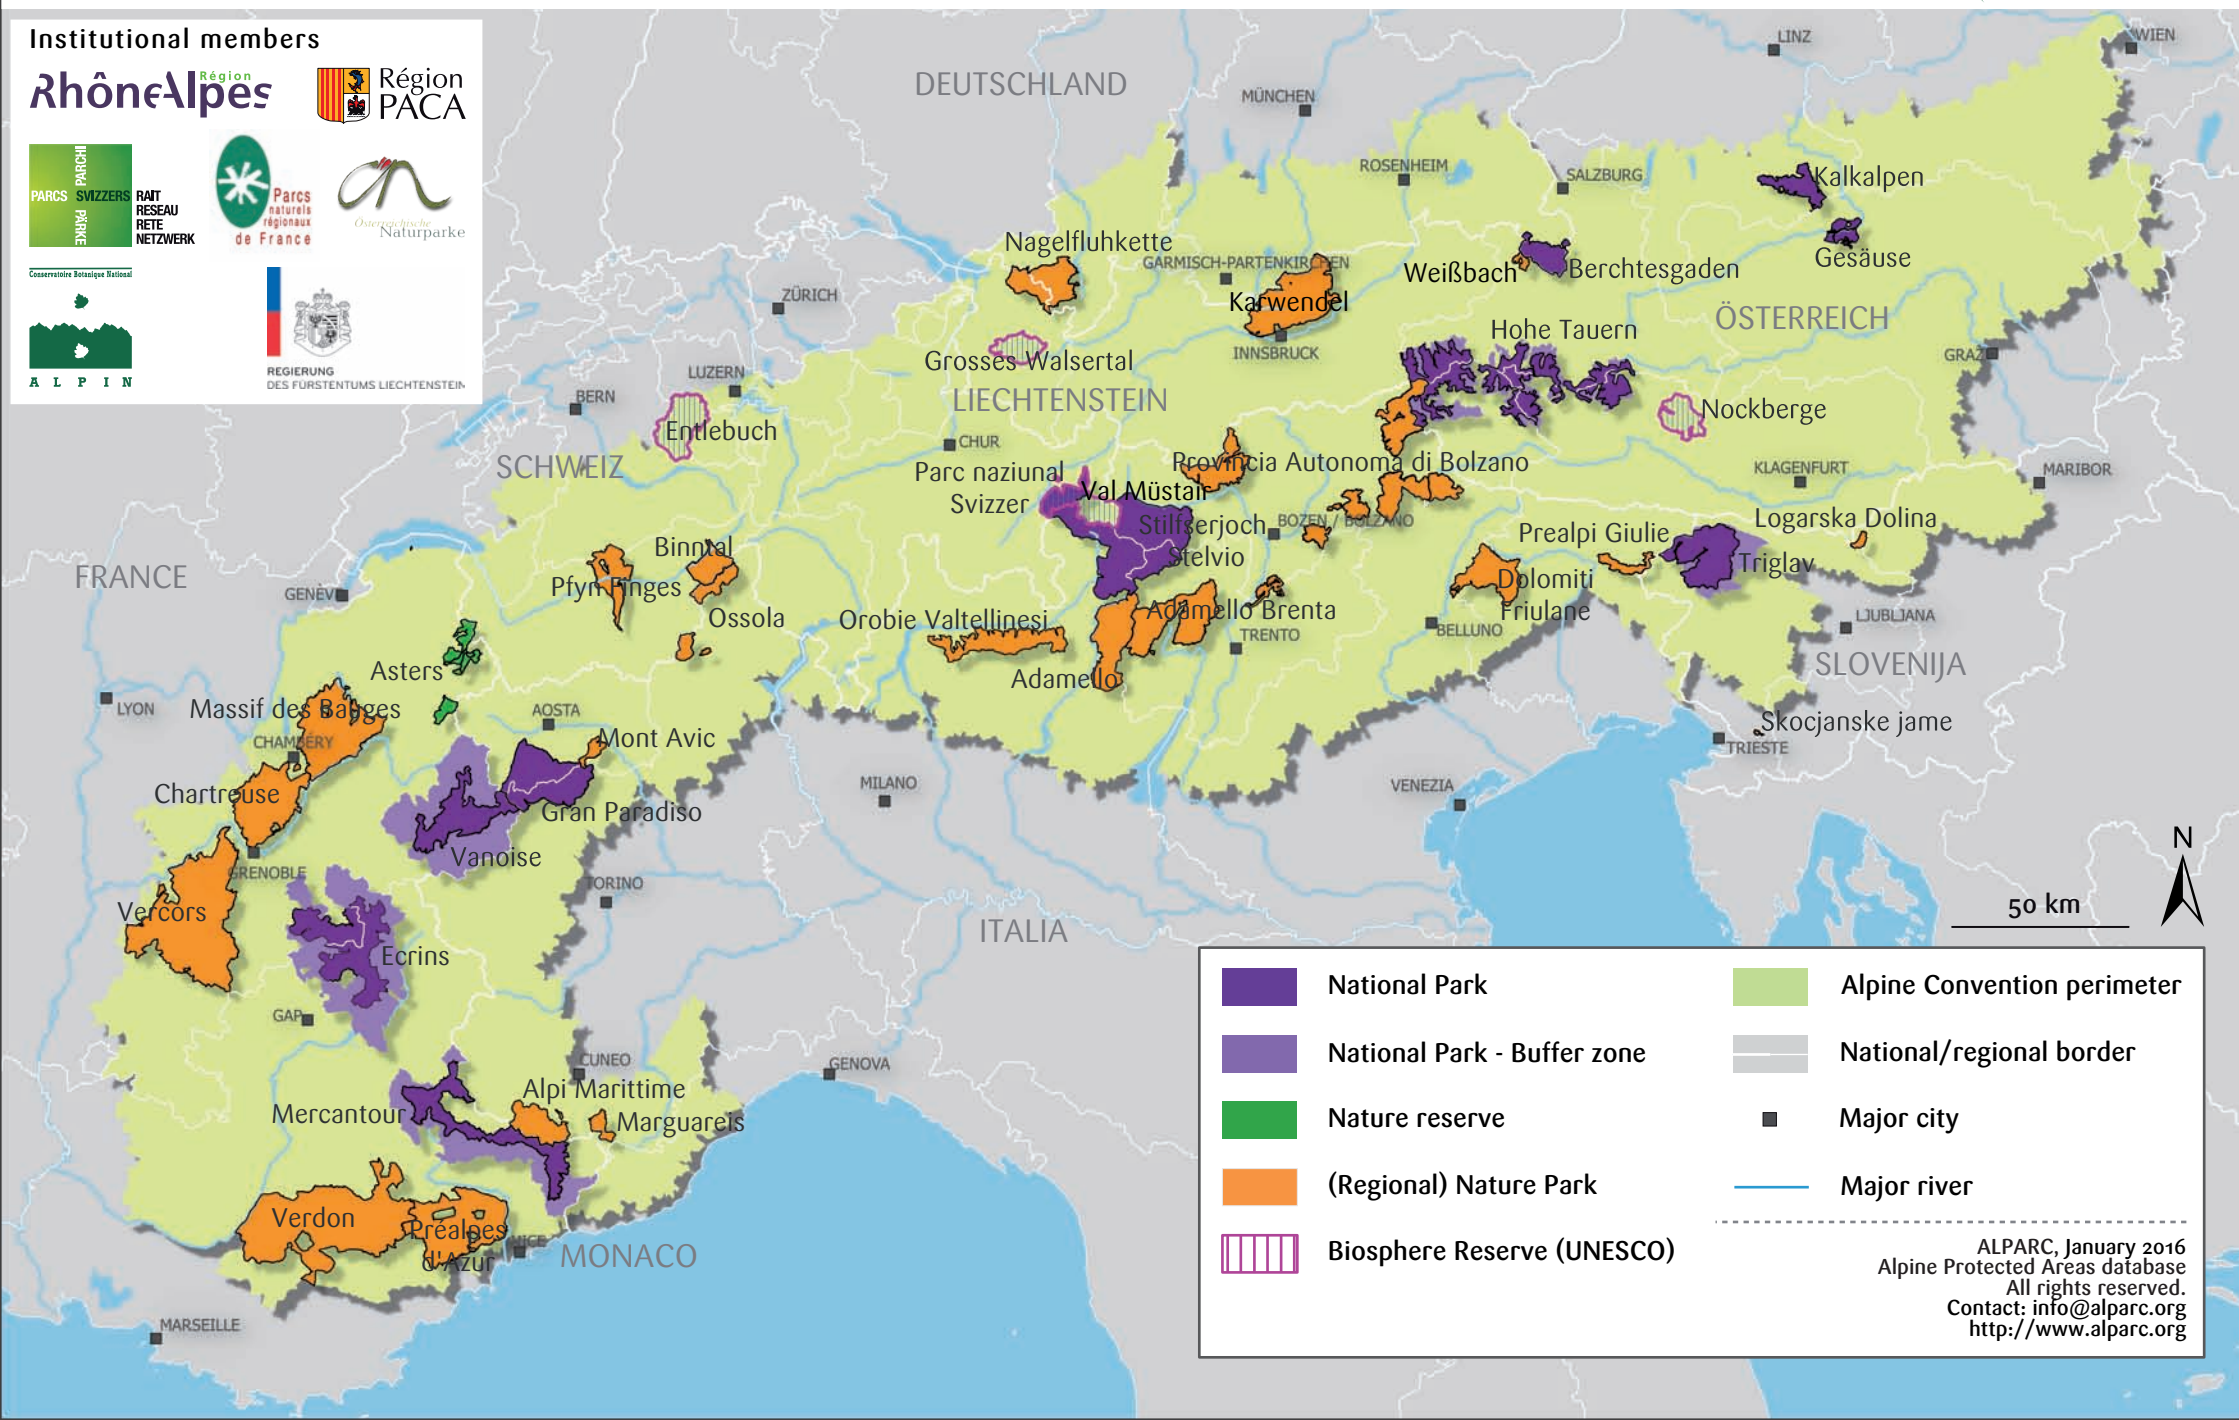 Institutional members
RhôneAlpes Région
Région
PACA
PARCS SVIZZERS PARCHI PÄRKE
RAIT
RESEAU
RETE
NETZWERK
Parcs
naturels
régionaux
de France
Österreichische
Naturparke
Conservatoire Botanique National
ALPIN
REGIERUNG
DES FÜRSTENTUMS LIECHTENSTEIN
DEUTSCHLAND
LINZ
WIEN
MÜNCHEN
ROSENHEIM
SALZBURG
Kalkalpen
Gesäuse
Nagelfluhkette
GARMISCH-PARTENKIRCHEN
Weißbach
Berchtesgaden
Karwendel
ZÜRICH
ÖSTERREICH
Hohe Tauern
INNSBRUCK
GRAZ
Grosses Walsertal
LUZERN
LIECHTENSTEIN
BERN
Nockberge
Entlebuch
CHUR
SCHWEIZ
Parc naziunal
Svizzer
Provincia Autonoma di Bolzano
KLAGENFURT
MARIBOR
Val Müstair
Stilfserjoch
Stelvio
BOZEN / BOLZANO
Logarska Dolina
Prealpi Giulie
Triglav
Binntal
Pfyn Finges
FRANCE
GENÈVE
Dolomiti
Friulane
Ossola
Orobie Valtellinesi
Adamello Brenta
TRENTO
BELLUNO
LJUBLJANA
SLOVENIJA
Asters
Adamello
LYON
Massif des Bauges
AOSTA
CHAMBÉRY
Mont Avic
Skocjanske jame
TRIESTE
Chartreuse
MILANO
VENEZIA
Gran Paradiso
Vanoise
GRENOBLE
TORINO
Vercors
ITALIA
Ecrins
N
50 km
GAP
CUNEO
GENOVA
Alpi Marittime
Mercantour
Marguareis
Verdon
Préalpes
d'Azur
NICE
MONACO
MARSEILLE
National Park
National Park - Buffer zone
Nature reserve
(Regional) Nature Park
Biosphere Reserve (UNESCO)
Alpine Convention perimeter
National/regional border
Major city
Major river
ALPARC, January 2016
Alpine Protected Areas database
All rights reserved.
Contact: info@alparc.org
http://www.alparc.org